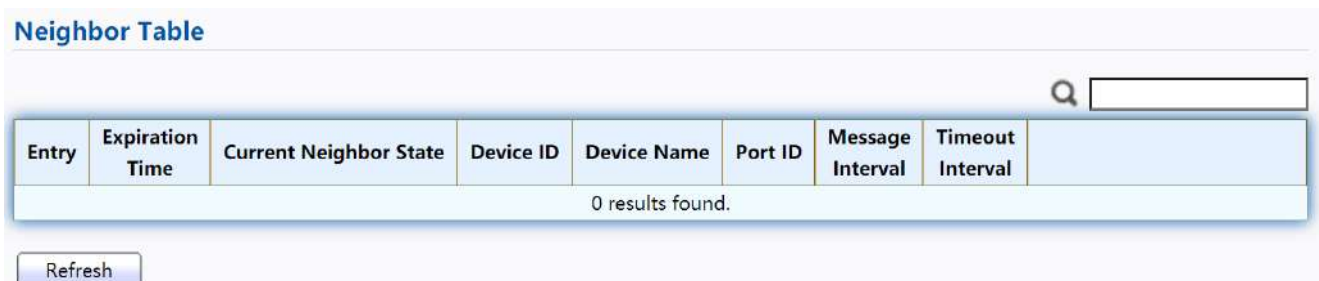 Neighbor Table
Entry Expiration Time Current Neighbor State Device ID Device Name Port ID Message Interval Timeout Interval
0 results found.
Refresh